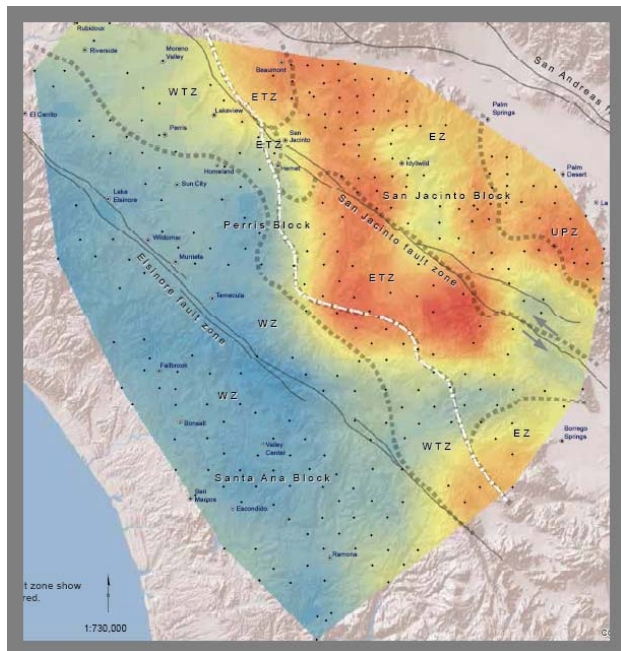 Rubidoux
Riverside
Moreno
Valley
Beaumont
San Andreas f
WTZ
ETZ
Palm
Springs
El Cerrito
Lakeview
EZ
Perris
San
Jacinto
ETZ
Idyllwild
Homeland
Hemet
Palm
Desert
Sun City
Lake
Elsinore
San Jacinto Block
La
San Jacinto fault zone
Perris Block
UPZ
Wildomar
Murrieta
Elsinore fault zone
ETZ
Temecula
WZ
Fallbrook
WZ
Bonsall
EZ
Borrego
Springs
Valley
Center
WTZ
Santa Ana Block
San
Marcos
Escondido
Ramona
t zone show
red.
1:730,000